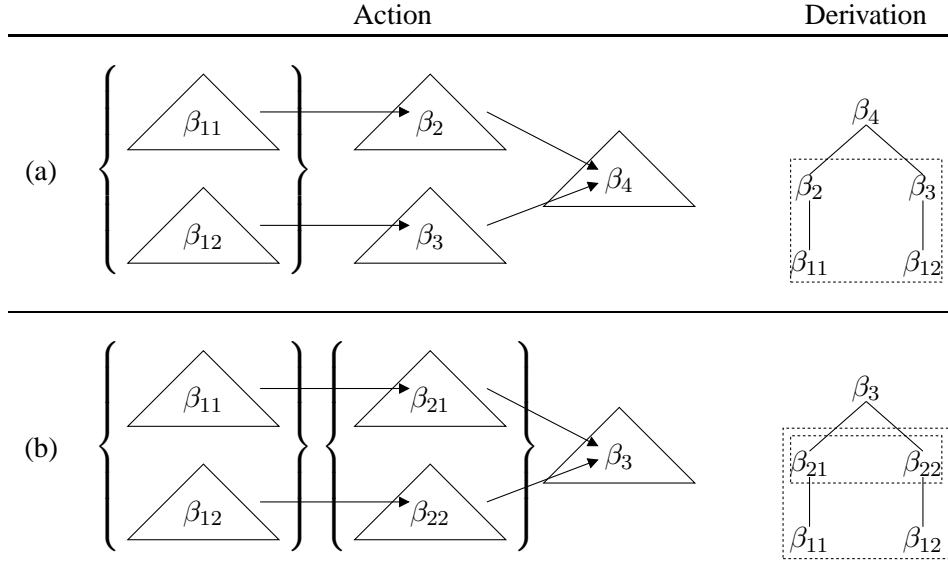 Action Derivation
(a)
β11 β2
β4
β12 β3
β4
β2 β3
β11 β12
(b)
β11 β21
β3
β12 β22
β3
β21 β22
β11 β12